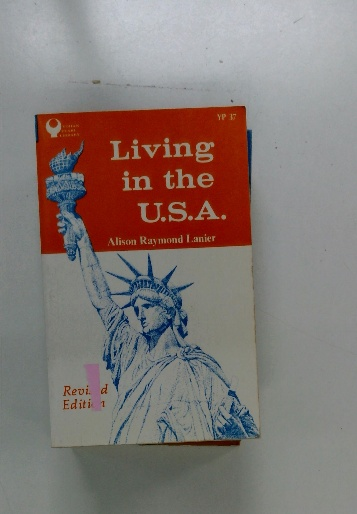 YP 17
Living
in the
U.S.A.
Alison Raymond Lanier
Revised
Edition